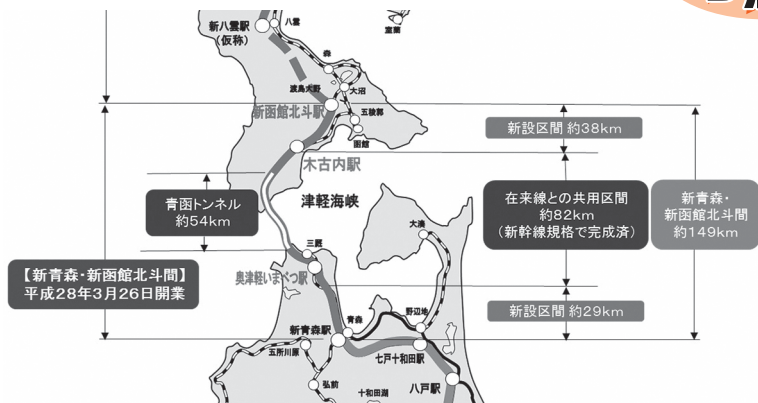 新八雲駅
(仮称)
八雲
室蘭
森
渡島大野
大沼
新函館北斗駅
五稜郭
函館
新設区間 約38km
木古内駅
青函トンネル
約54km
津軽海峡
在来線との共用区間
約82km
(新幹線規格で完成済)
新青森・
新函館北斗間
約149km
大湊
三厩
【新青森・新函館北斗間】
平成28年3月26日開業
奥津軽いまべつ駅
新設区間 約29km
青森
野辺地
新青森駅
五所川原
七戸十和田駅
弘前
十和田湖
八戸駅